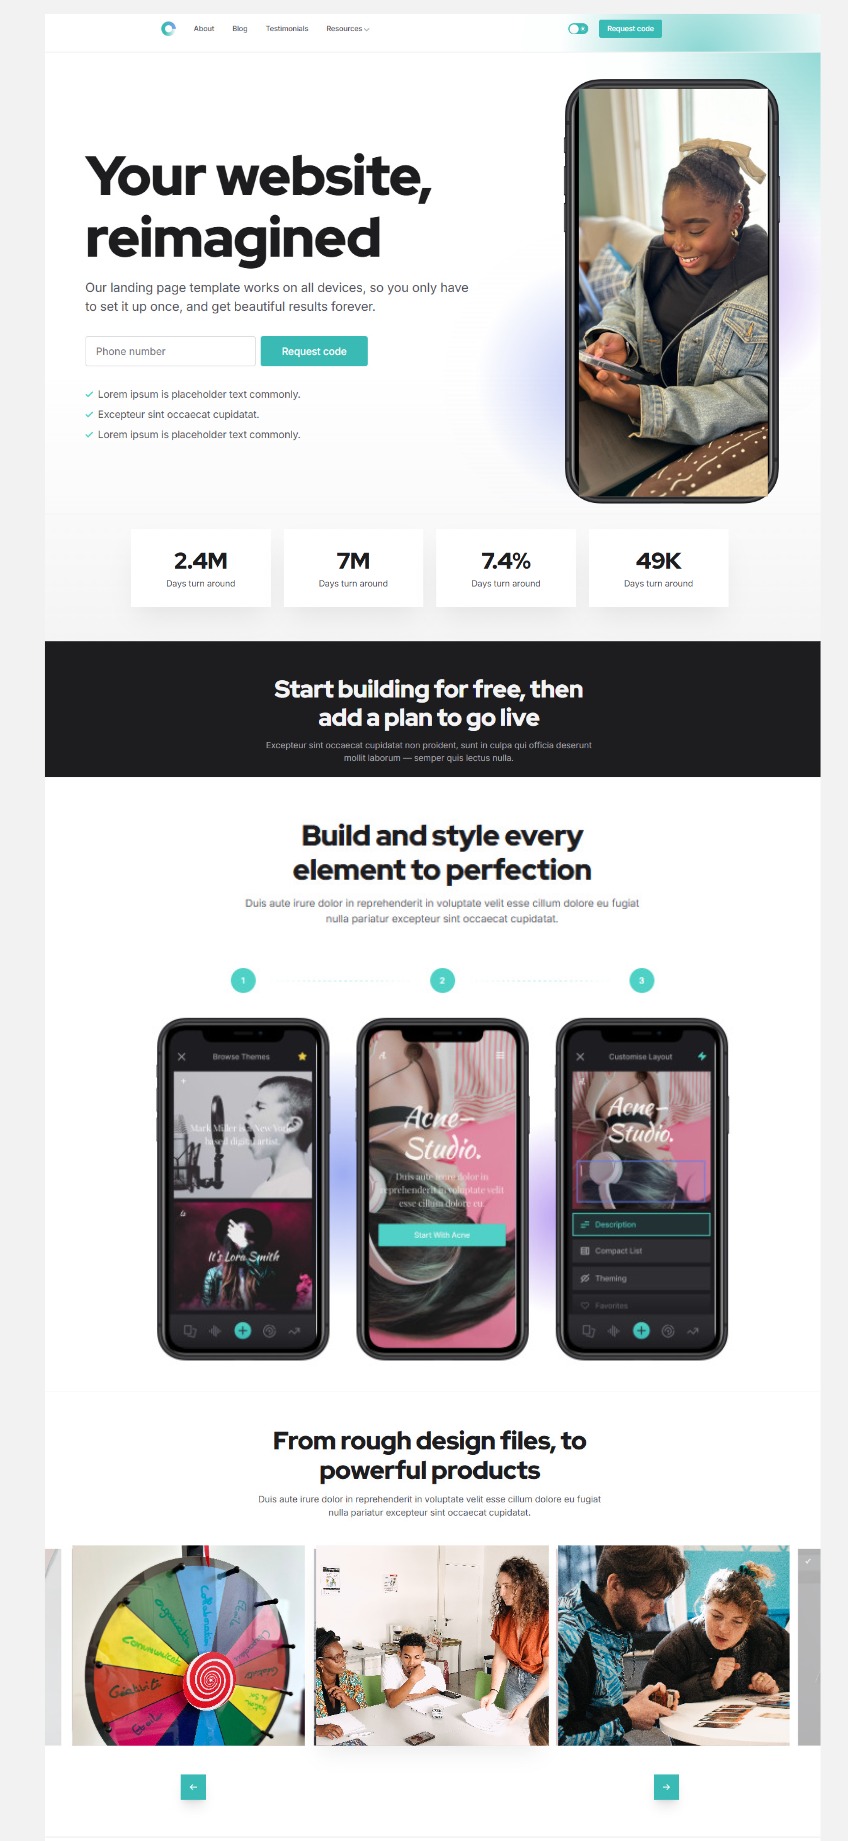 About Blog Testimonials Resources Request code
Your website,
reimagined
Our landing page template works on all devices, so you only have
to set it up once, and get beautiful results forever.
Phone number Request code
Lorem ipsum is placeholder text commonly.
Excepteur sint occaecat cupidatat.
Lorem ipsum is placeholder text commonly.
2.4M 7M 7.4% 49K
Days turn around Days turn around Days turn around Days turn around
Start building for free, then
add a plan to go live
Excepteur sint occaecat cupidatat non proident, sunt in culpa qui officia deserunt
mollit laborum — semper quis lectus nulla.
Build and style every
element to perfection
Duis aute irure dolor in reprehenderit in voluptate velit esse cillum dolore eu fugiat
nulla pariatur excepteur sint occaecat cupidatat.
1 2 3
Browse Themes
Mark Miller is a New York
based digital artist.
It's Lora Smith
Acne–
Studio.
Duis aute irure dolor in
reprehenderit in voluptate velit
esse cillum dolore eu
Start With Acne
Customise Layout
Acne–
Studio.
Description
Compact List
Theming
Favorites
From rough design files, to
powerful products
Duis aute irure dolor in reprehenderit in voluptate velit esse cillum dolore eu fugiat
nulla pariatur excepteur sint occaecat cupidatat.
Collaboration
Organisation
Créativité